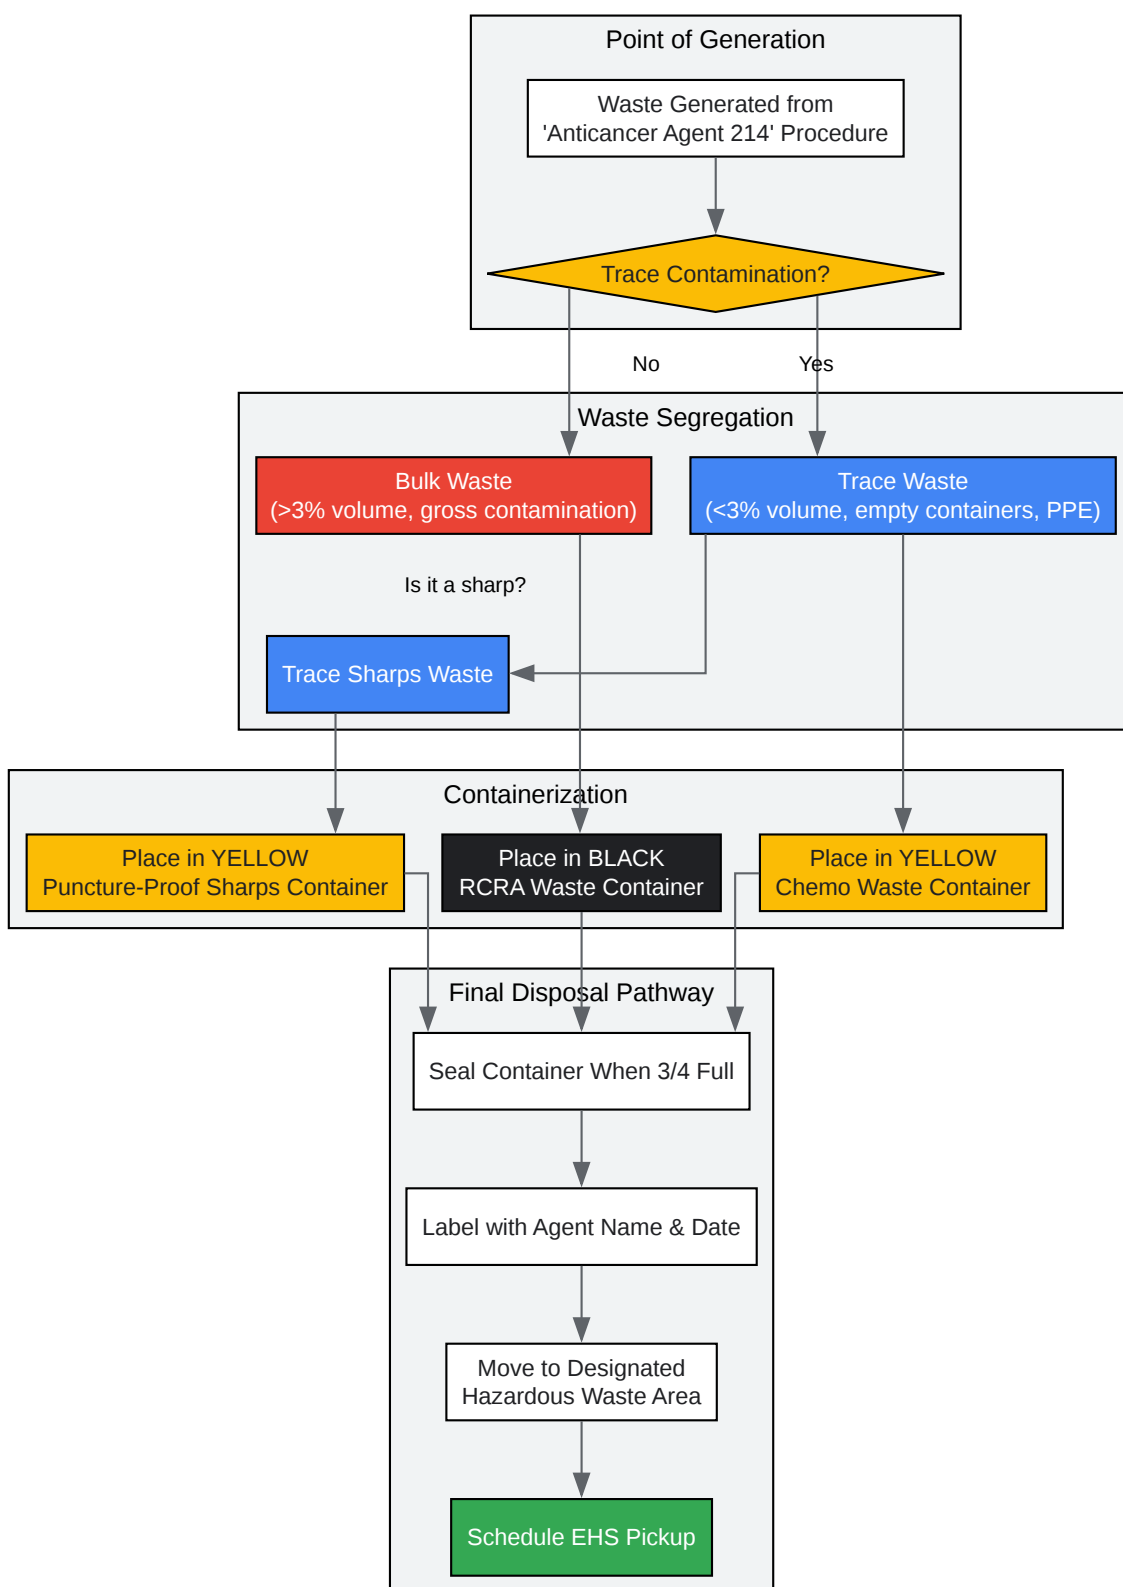 Point of Generation
Waste Generated from
'Anticancer Agent 214' Procedure
Trace Contamination?
No
Yes
Waste Segregation
Bulk Waste
(>3% volume, gross contamination)
Trace Waste
(<3% volume, empty containers, PPE)
Is it a sharp?
Trace Sharps Waste
Containerization
Place in YELLOW
Puncture-Proof Sharps Container
Place in BLACK
RCRA Waste Container
Place in YELLOW
Chemo Waste Container
Final Disposal Pathway
Seal Container When 3/4 Full
Label with Agent Name & Date
Move to Designated
Hazardous Waste Area
Schedule EHS Pickup